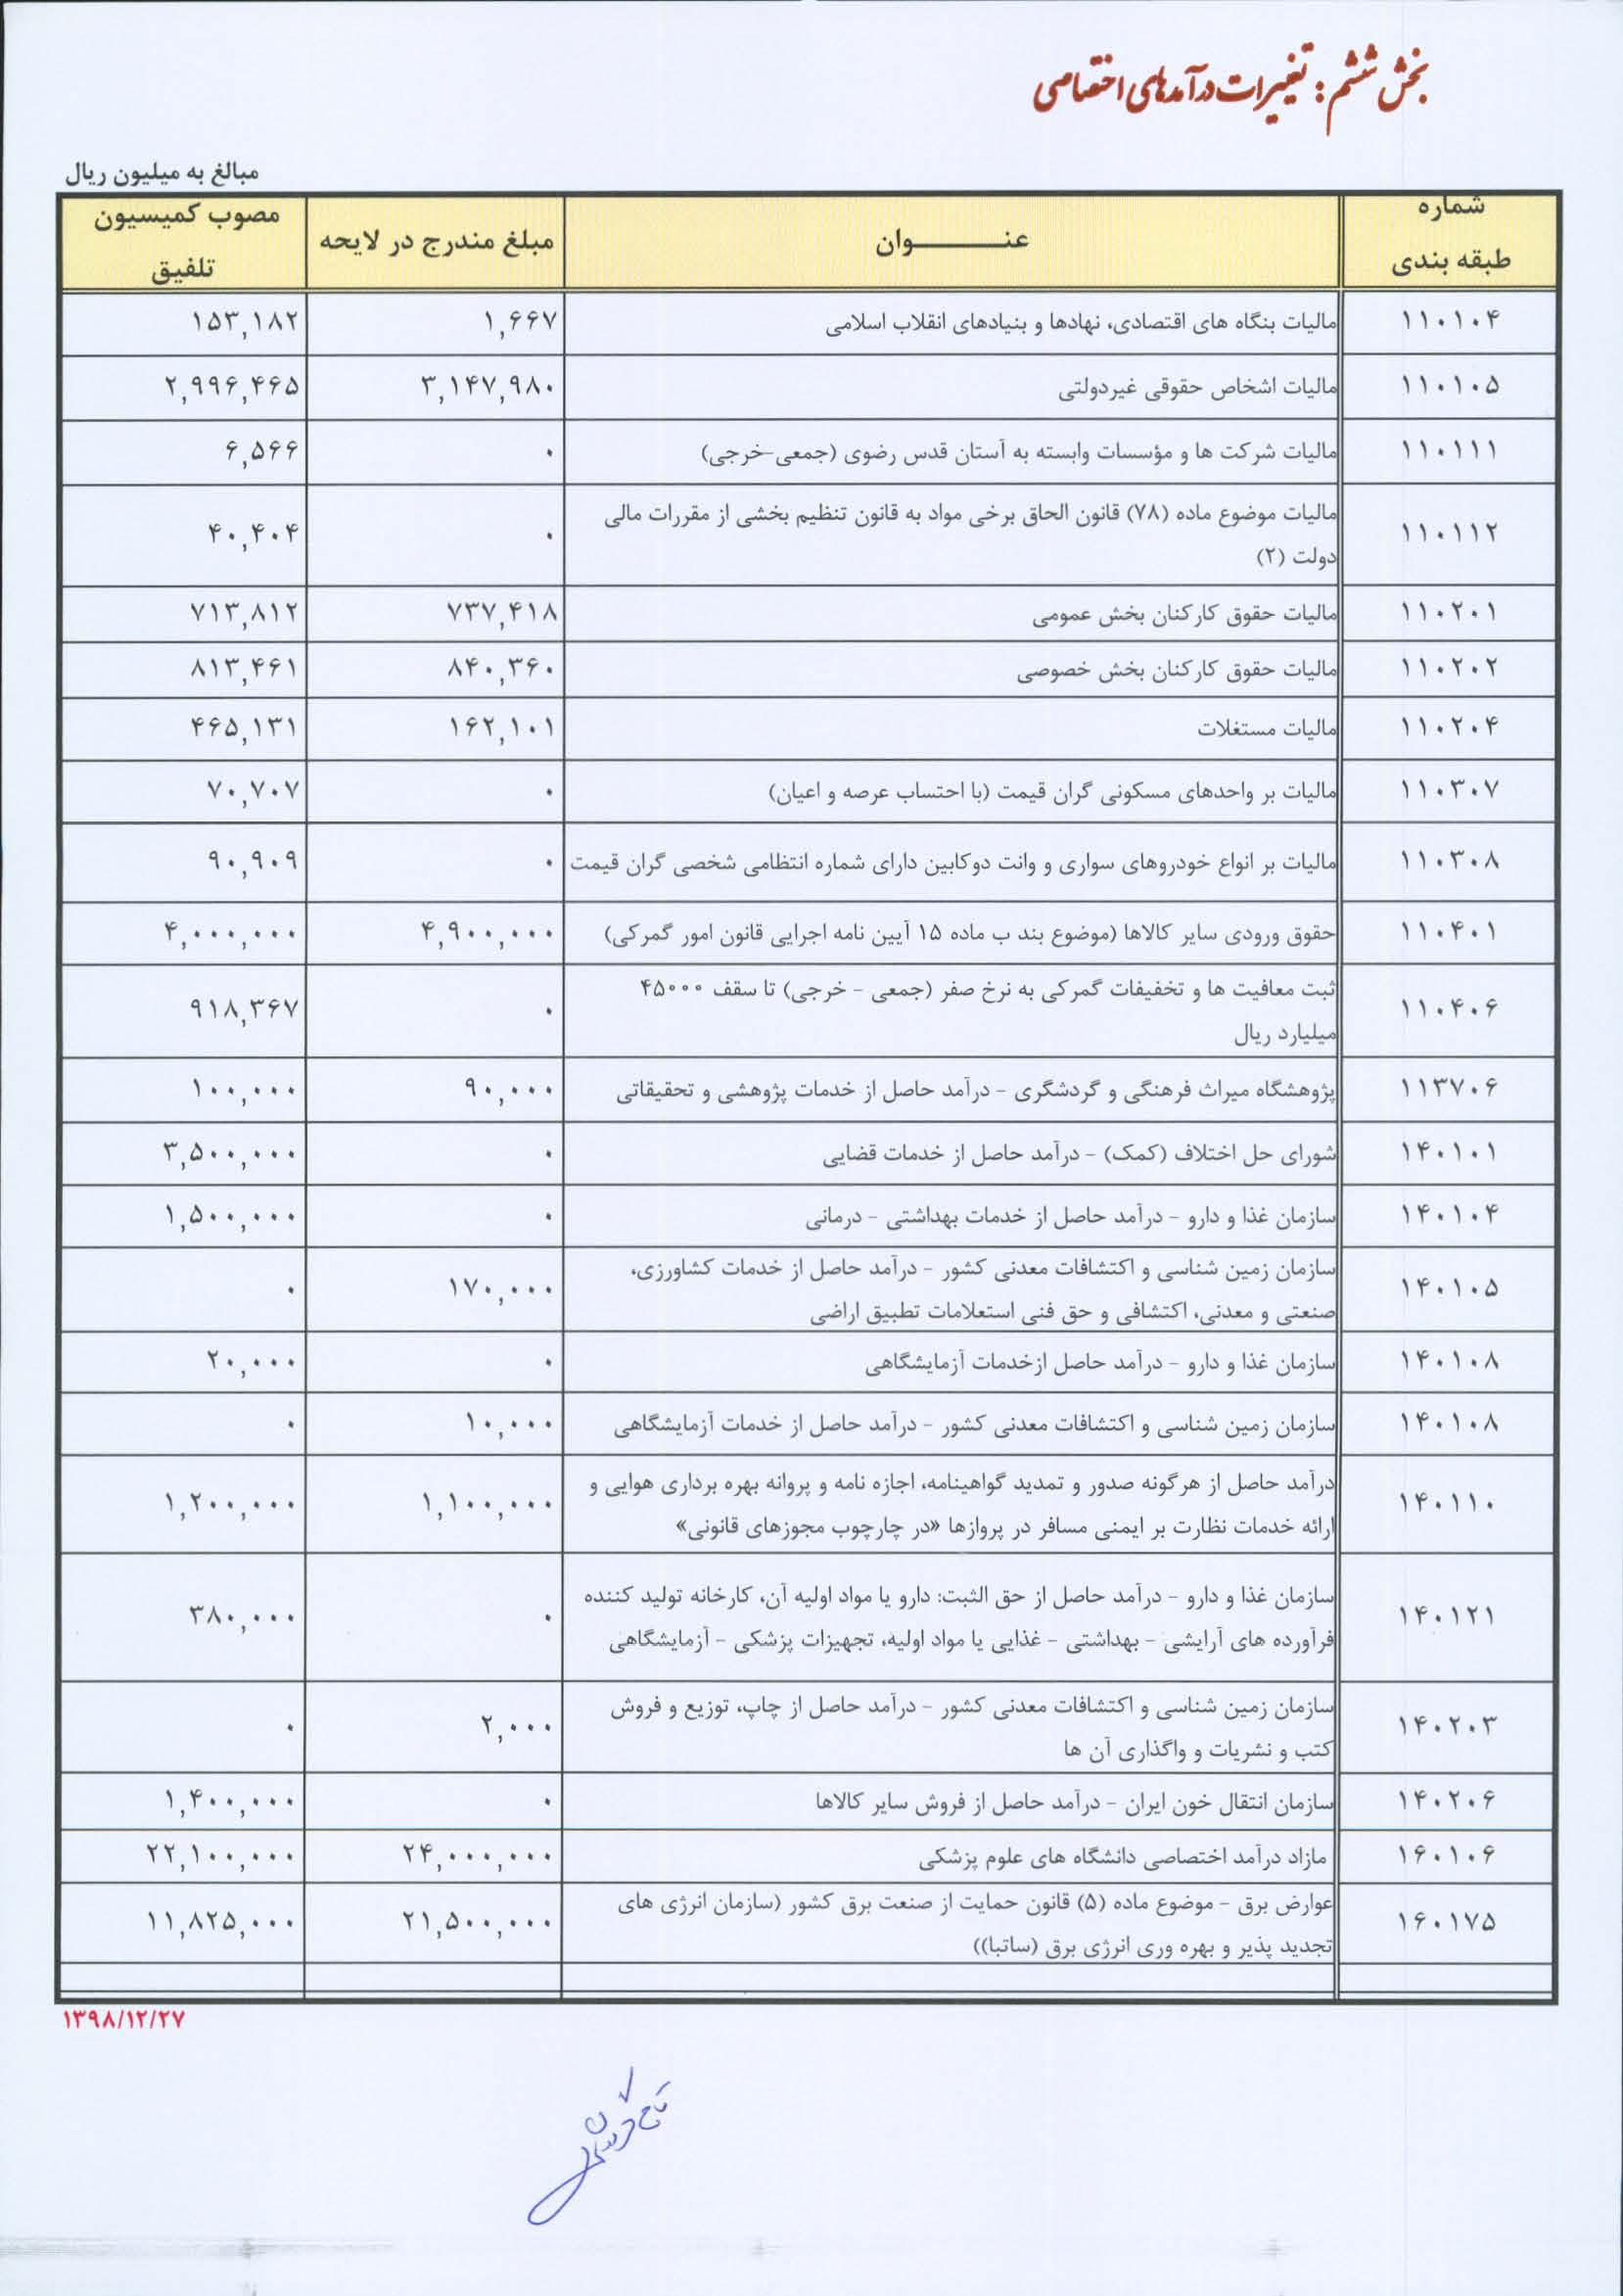 بخش ششم: تغییرات درآمدهای اختصاصی
مبالغ به میلیون ریال
شماره طبقه بندی عنـــــــوان مبلغ مندرج در لایحه مصوب کمیسیون تلفیق
۱۱۰۱۰۴ مالیات بنگاه های اقتصادی، نهادها و بنیادهای انقلاب اسلامی ۱,۶۶۷ ۱۵۳,۱۸۲
۱۱۰۱۰۵ مالیات اشخاص حقوقی غیردولتی ۳,۱۴۷,۹۸۰ ۲,۹۹۶,۴۶۵
۱۱۰۱۱۱ مالیات شرکت ها و مؤسسات وابسته به آستان قدس رضوی (جمعی-خرجی) ۰ ۶,۵۶۶
۱۱۰۱۱۲ مالیات موضوع ماده (۷۸) قانون الحاق برخی مواد به قانون تنظیم بخشی از مقررات مالی
دولت (۲) ۰ ۴۰,۴۰۴
۱۱۰۲۰۱ مالیات حقوق کارکنان بخش عمومی ۷۳۷,۴۱۸ ۷۱۳,۸۱۲
۱۱۰۲۰۲ مالیات حقوق کارکنان بخش خصوصی ۸۴۰,۳۶۰ ۸۱۳,۴۶۱
۱۱۰۲۰۴ مالیات مستغلات ۱۶۲,۱۰۱ ۴۶۵,۱۳۱
۱۱۰۳۰۷ مالیات بر واحدهای مسکونی گران قیمت (با احتساب عرصه و اعیان) ۰ ۷۰,۷۰۷
۱۱۰۳۰۸ مالیات بر انواع خودروهای سواری و وانت دوکابین دارای شماره انتظامی شخصی گران قیمت ۰ ۹۰,۹۰۹
۱۱۰۴۰۱ حقوق ورودی سایر کالاها (موضوع بند ب ماده ۱۵ آیین نامه اجرایی قانون امور گمرکی) ۴,۹۰۰,۰۰۰ ۴,۰۰۰,۰۰۰
۱۱۰۴۰۶ ثبت معافیت ها و تخفیفات گمرکی به نرخ صفر (جمعی - خرجی) تا سقف ۴۵۰۰۰
میلیارد ریال ۰ ۹۱۸,۳۶۷
۱۱۳۷۰۶ پژوهشگاه میراث فرهنگی و گردشگری - درآمد حاصل از خدمات پژوهشی و تحقیقاتی ۹۰,۰۰۰ ۱۰۰,۰۰۰
۱۴۰۱۰۱ شورای حل اختلاف (کمک) - درآمد حاصل از خدمات قضایی ۰ ۳,۵۰۰,۰۰۰
۱۴۰۱۰۴ سازمان غذا و دارو - درآمد حاصل از خدمات بهداشتی - درمانی ۰ ۱,۵۰۰,۰۰۰
۱۴۰۱۰۵ سازمان زمین شناسی و اکتشافات معدنی کشور - درآمد حاصل از خدمات کشاورزی،
صنعتی و معدنی، اکتشافی و حق فنی استعلامات تطبیق اراضی ۱۷۰,۰۰۰ ۰
۱۴۰۱۰۸ سازمان غذا و دارو - درآمد حاصل ازخدمات آزمایشگاهی ۰ ۲۰,۰۰۰
۱۴۰۱۰۸ سازمان زمین شناسی و اکتشافات معدنی کشور - درآمد حاصل از خدمات آزمایشگاهی ۱۰,۰۰۰ ۰
۱۴۰۱۱۰ درآمد حاصل از هرگونه صدور و تمدید گواهینامه، اجازه نامه و پروانه بهره برداری هوایی و
ارائه خدمات نظارت بر ایمنی مسافر در پروازها «در چارچوب مجوزهای قانونی» ۱,۱۰۰,۰۰۰ ۱,۲۰۰,۰۰۰
۱۴۰۱۲۱ سازمان غذا و دارو - درآمد حاصل از حق الثبت: دارو یا مواد اولیه آن، کارخانه تولید کننده
فرآورده های آرایشی - بهداشتی - غذایی یا مواد اولیه، تجهیزات پزشکی - آزمایشگاهی ۰ ۳۸۰,۰۰۰
۱۴۰۲۰۳ سازمان زمین شناسی و اکتشافات معدنی کشور - درآمد حاصل از چاپ، توزیع و فروش
کتب و نشریات و واگذاری آن ها ۲,۰۰۰ ۰
۱۴۰۲۰۶ سازمان انتقال خون ایران - درآمد حاصل از فروش سایر کالاها ۰ ۱,۴۰۰,۰۰۰
۱۶۰۱۰۶ مازاد درآمد اختصاصی دانشگاه های علوم پزشکی ۲۴,۰۰۰,۰۰۰ ۲۲,۱۰۰,۰۰۰
۱۶۰۱۷۵ عوارض برق - موضوع ماده (۵) قانون حمایت از صنعت برق کشور (سازمان انرژی های
تجدید پذیر و بهره وری انرژی برق (ساتبا)) ۲۱,۵۰۰,۰۰۰ ۱۱,۸۲۵,۰۰۰
۱۳۹۸/۱۲/۲۷